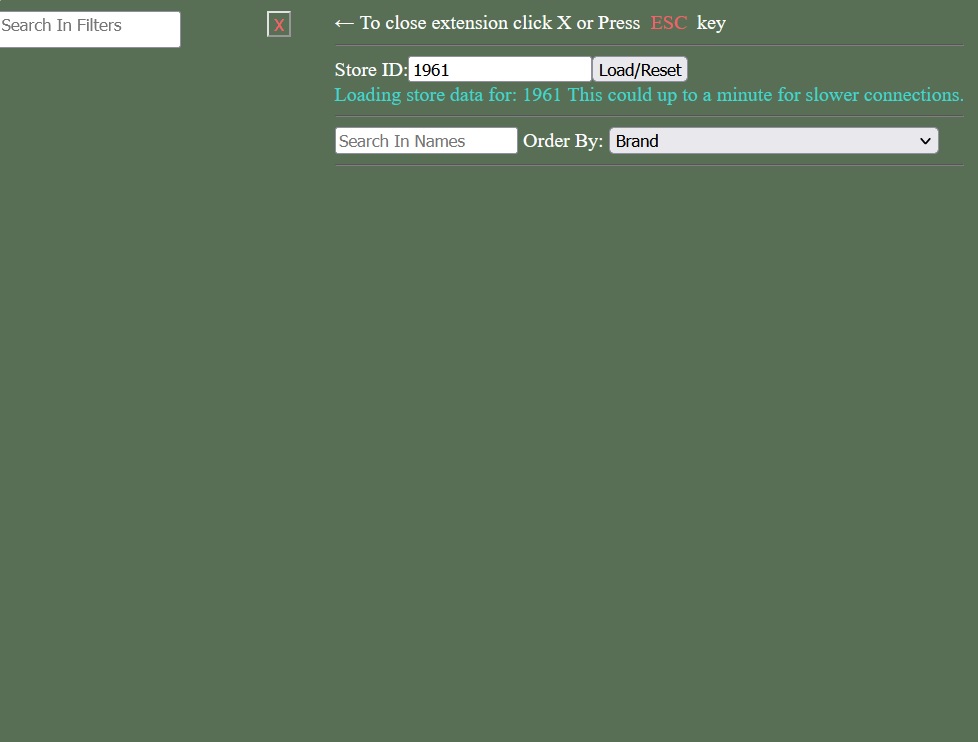 Search In Filters
X
← To close extension click X or Press ESC key
Store ID: 1961 Load/Reset
Loading store data for: 1961 This could up to a minute for slower connections.
Search In Names Order By: Brand